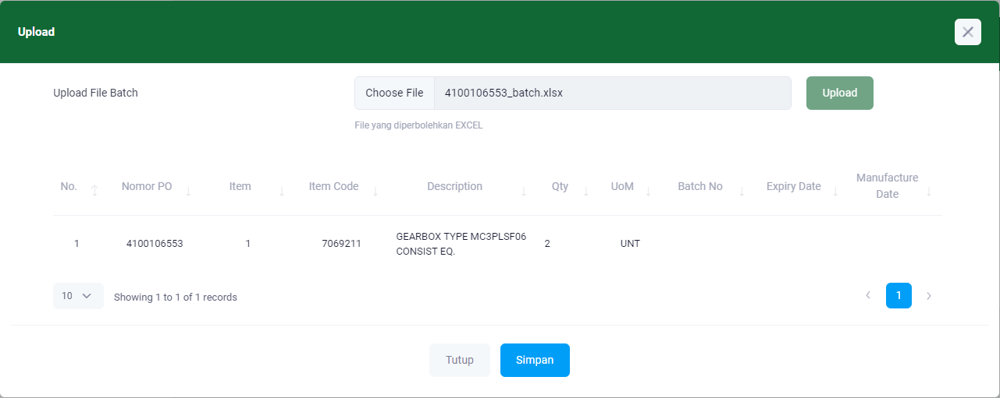 Upload
Upload File Batch
Choose File
4100106553_batch.xlsx
Upload
File yang diperbolehkan EXCEL
No.
Nomor PO
Item
Item Code
Description
Qty
UoM
Batch No
Expiry Date
Manufacture
Date
1
4100106553
1
7069211
GEARBOX TYPE MC3PLSF06
CONSIST EQ.
2
UNT
10
Showing 1 to 1 of 1 records
1
Tutup
Simpan